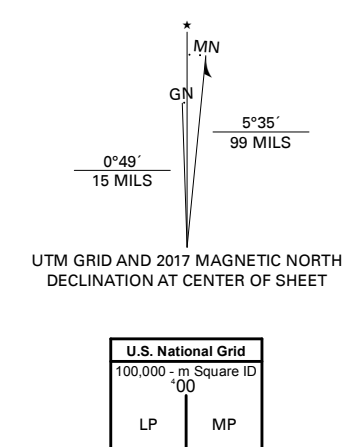 ★
MN
GN
5°35´
99 MILS
0°49´
15 MILS
UTM GRID AND 2017 MAGNETIC NORTH
DECLINATION AT CENTER OF SHEET
U.S. National Grid
100,000 - m Square ID
⁴00
LP MP